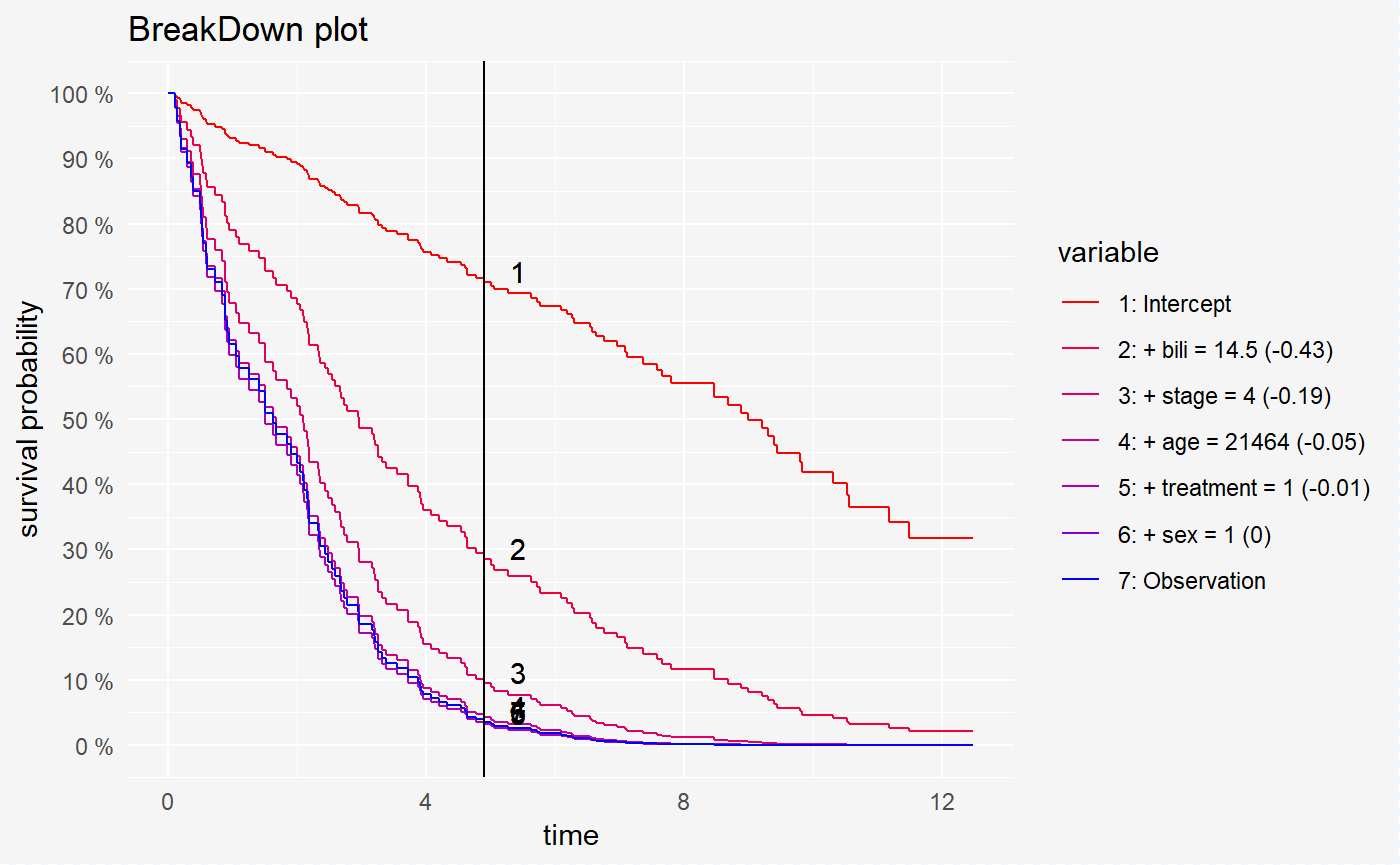 BreakDown plot
100 %
90 %
80 %
70 %
60 %
50 %
40 %
30 %
20 %
10 %
0 %
survival probability
1
2
3
0
4
8
12
time
variable
1: Intercept
2: + bili = 14.5 (-0.43)
3: + stage = 4 (-0.19)
4: + age = 21464 (-0.05)
5: + treatment = 1 (-0.01)
6: + sex = 1 (0)
7: Observation